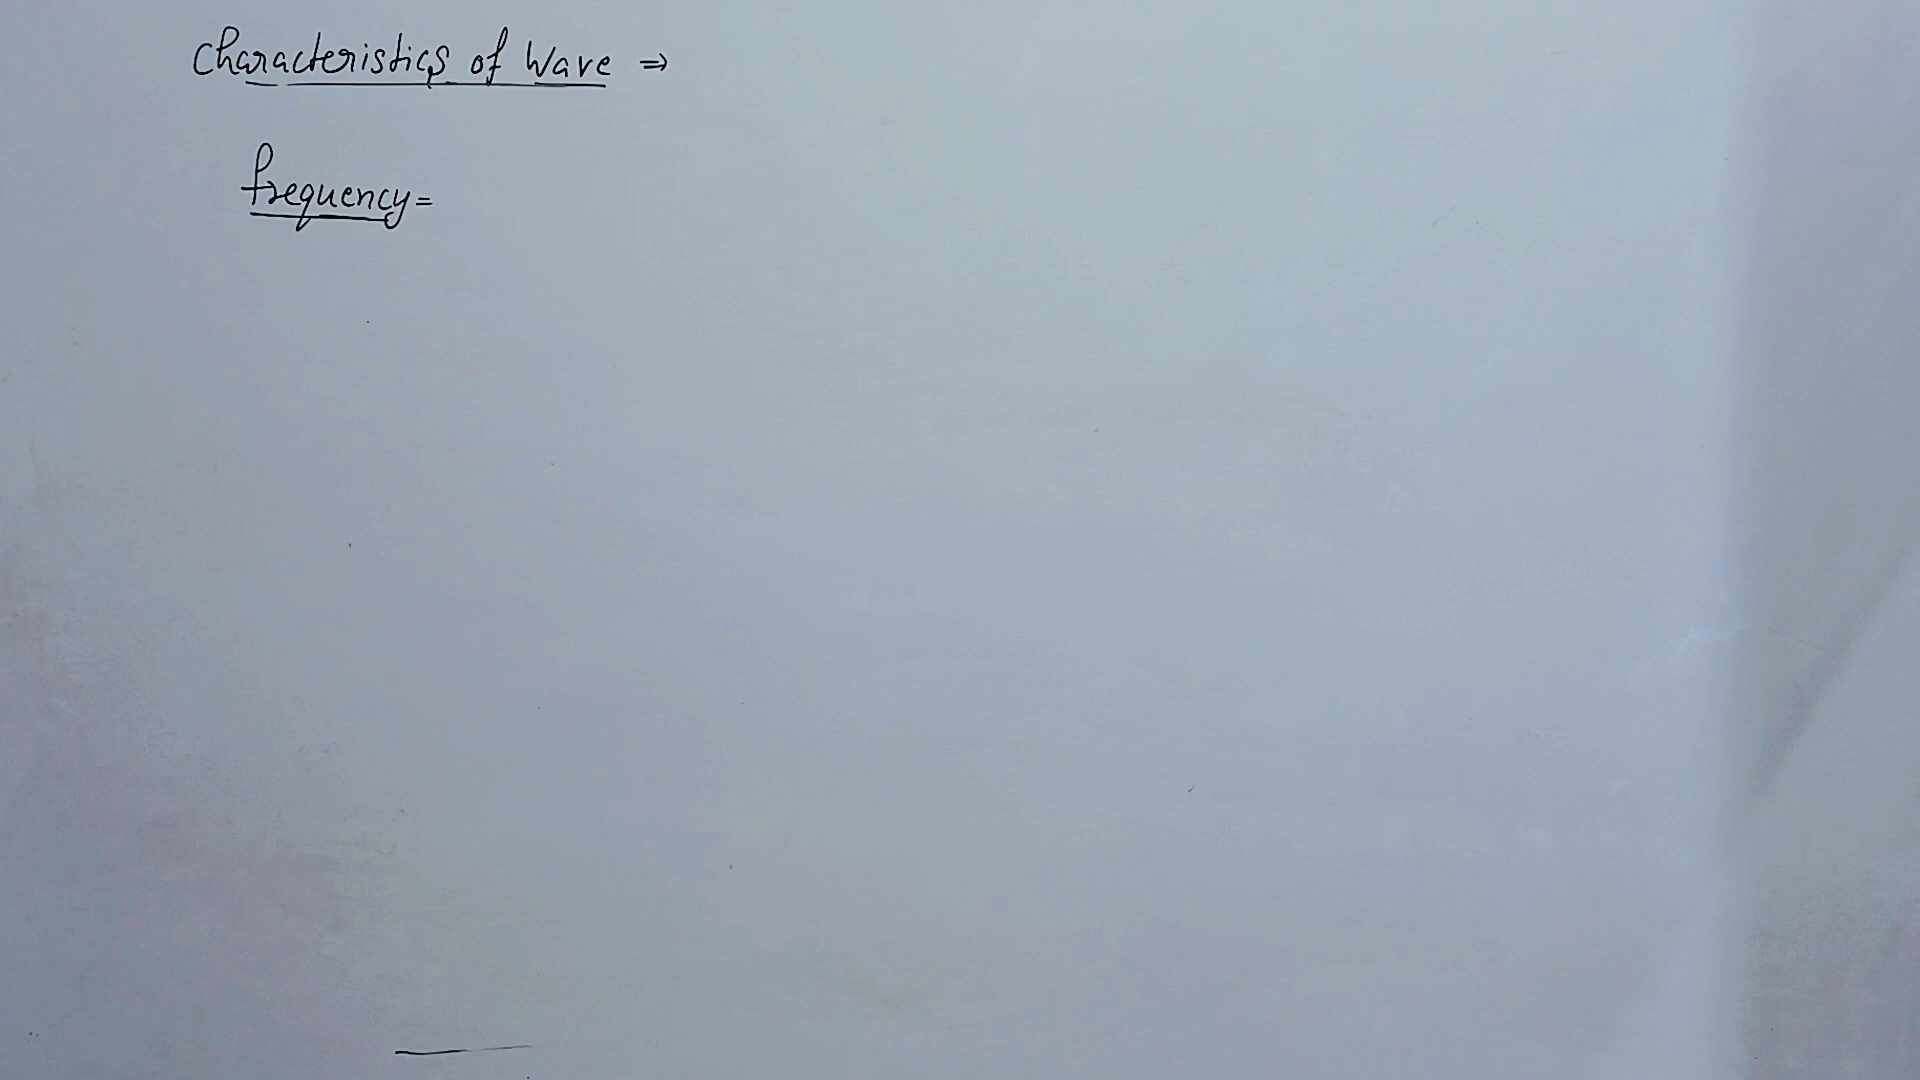 Characteristics of Wave ⇒
frequency =